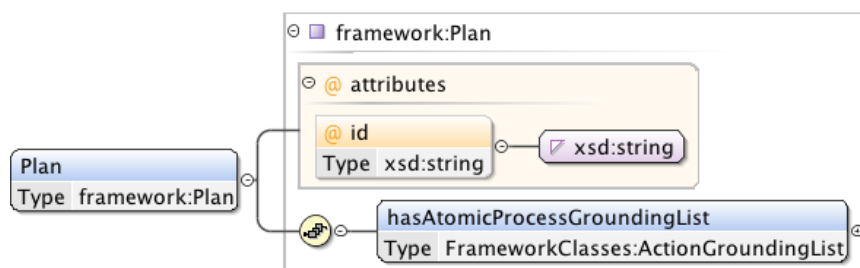 framework:Plan
@ attributes
@ id
Type xsd:string
xsd:string
Plan
Type framework:Plan
hasAtomicProcessGroundingList
Type FrameworkClasses:ActionGroundingList